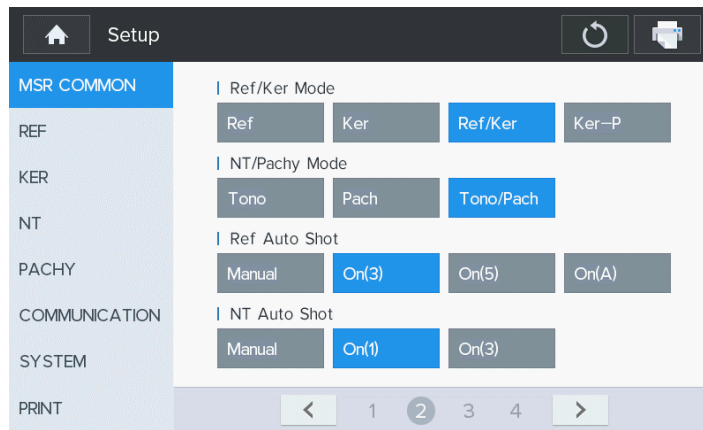 Setup
MSR COMMON
REF
KER
NT
PACHY
COMMUNICATION
SYSTEM
PRINT
Ref/Ker Mode
Ref Ker Ref/Ker Ker-P
NT/Pachy Mode
Tono Pach Tono/Pach
Ref Auto Shot
Manual On(3) On(5) On(A)
NT Auto Shot
Manual On(1) On(3)
< 1 2 3 4 >